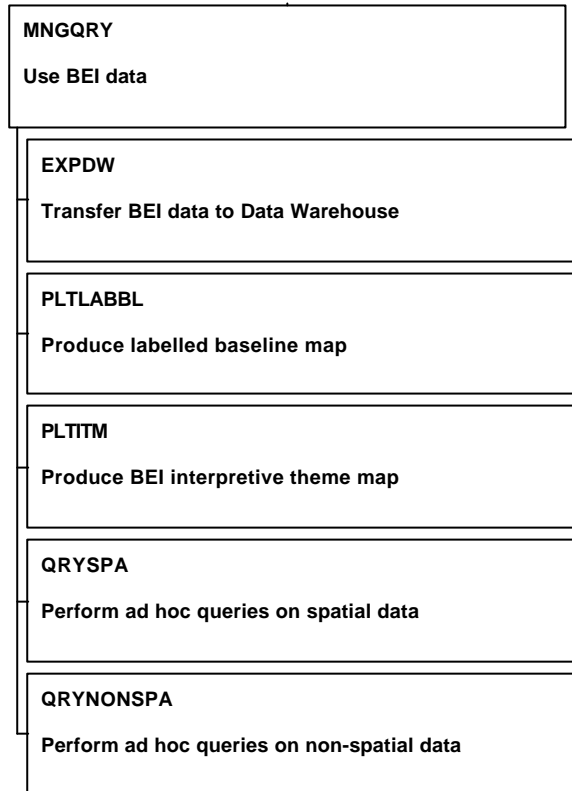 MNGQRY
Use BEI data
EXPDW
Transfer BEI data to Data Warehouse
PLTLABBL
Produce labelled baseline map
PLTITM
Produce BEI interpretive theme map
QRYSPA
Perform ad hoc queries on spatial data
QRYNONSPA
Perform ad hoc queries on non-spatial data